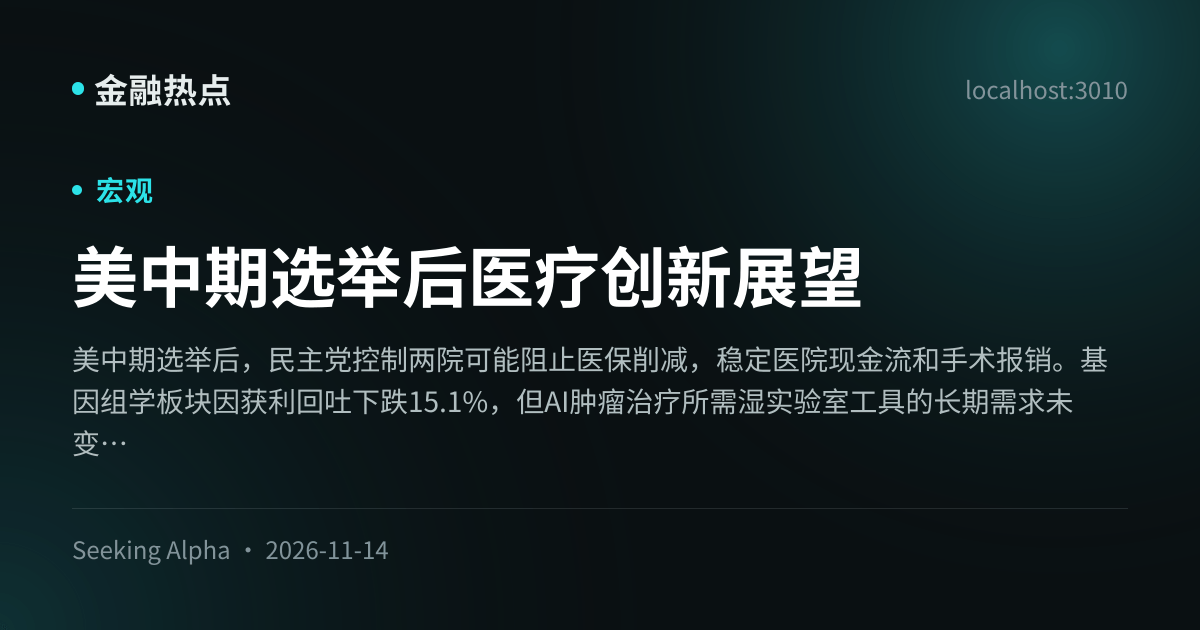 金融热点
localhost:3010
宏观
美中期选举后医疗创新展望
美中期选举后，民主党控制两院可能阻止医保削减，稳定医院现金流和手术报销。基
因组学板块因获利回吐下跌15.1%，但AI肿瘤治疗所需湿实验室工具的长期需求未
变…
Seeking Alpha · 2026-11-14